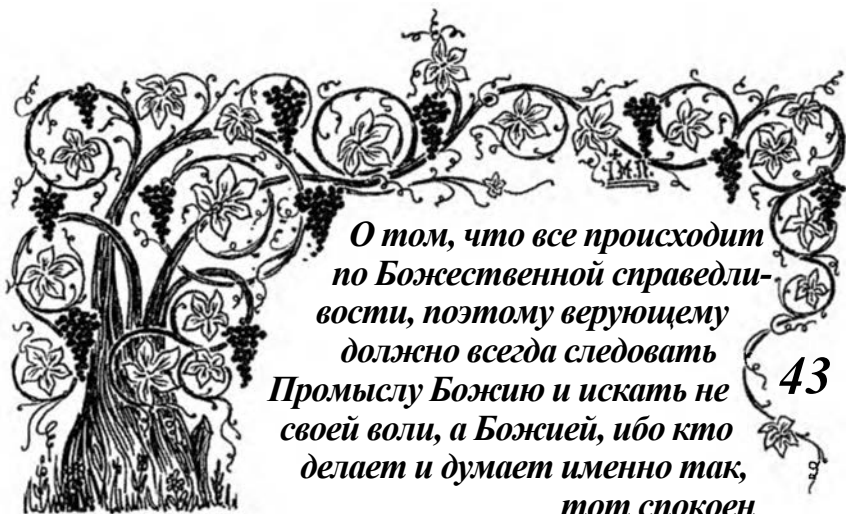 О том, что все происходит
по Божественной справедли-
вости, поэтому верующему
должно всегда следовать
Промыслу Божию и искать не
своей воли, а Божией, ибо кто
делает и думает именно так,
тот спокоен
43